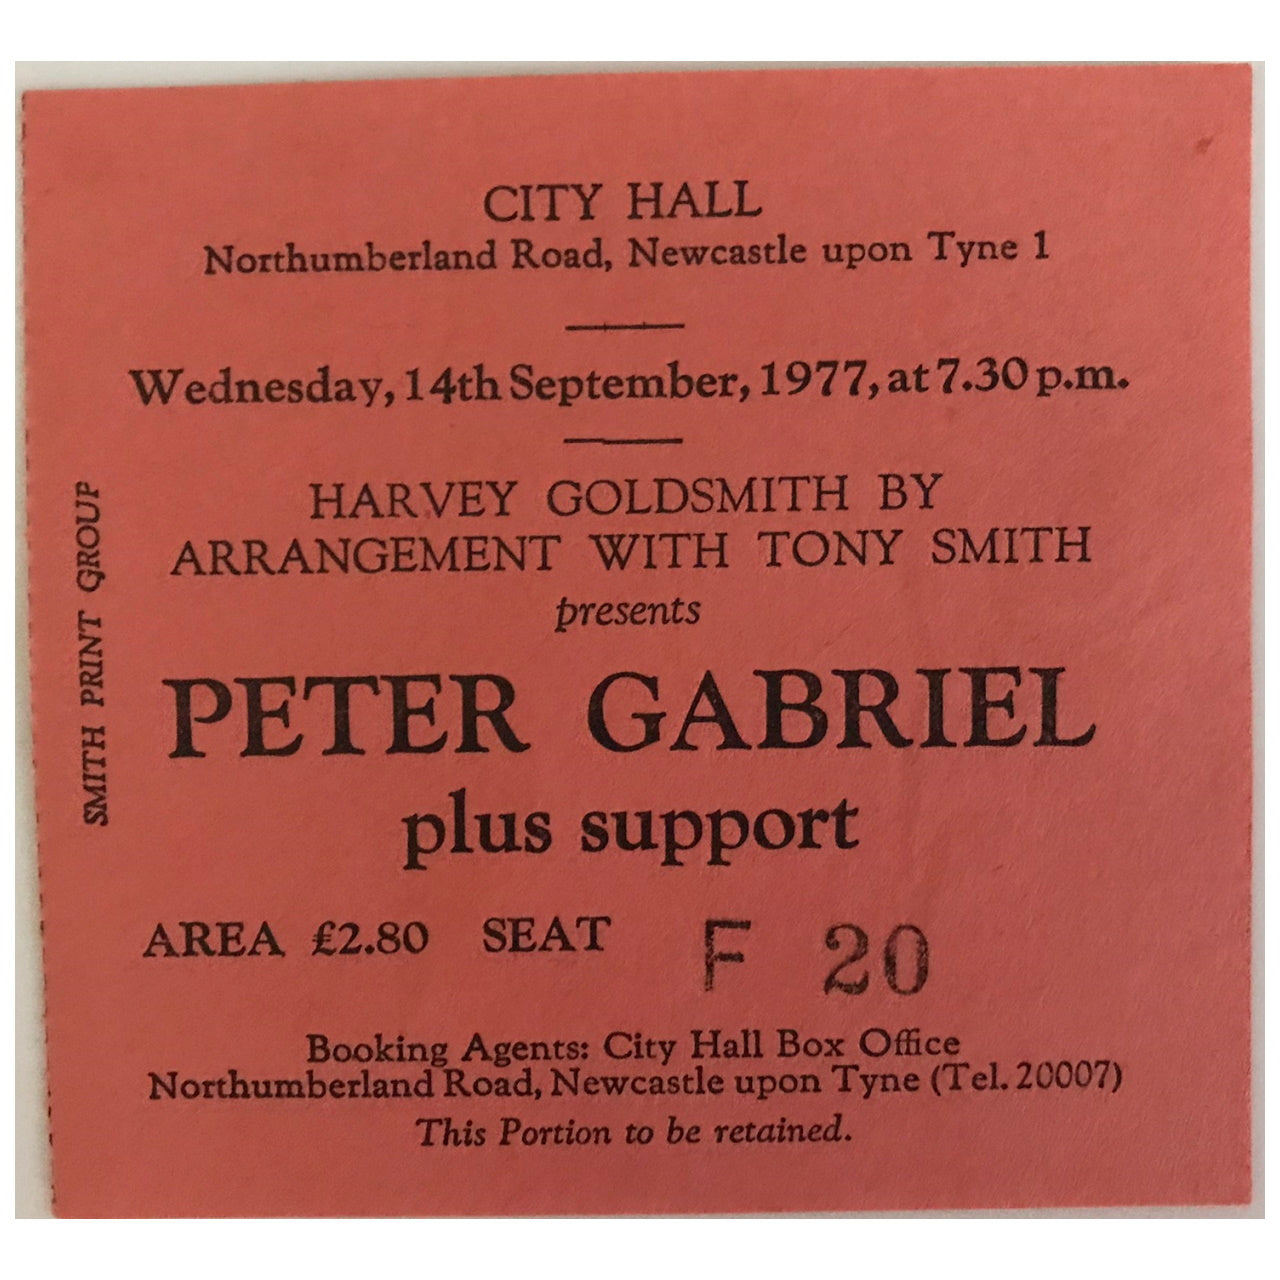 CITY HALL
Northumberland Road, Newcastle upon Tyne 1
Wednesday, 14th September, 1977, at 7.30 p.m.
HARVEY GOLDSMITH BY
ARRANGEMENT WITH TONY SMITH
presents
PETER GABRIEL
plus support
AREA £2.80 SEAT F 20
Booking Agents: City Hall Box Office
Northumberland Road, Newcastle upon Tyne (Tel. 20007)
This Portion to be retained.
SMITH PRINT GROUP